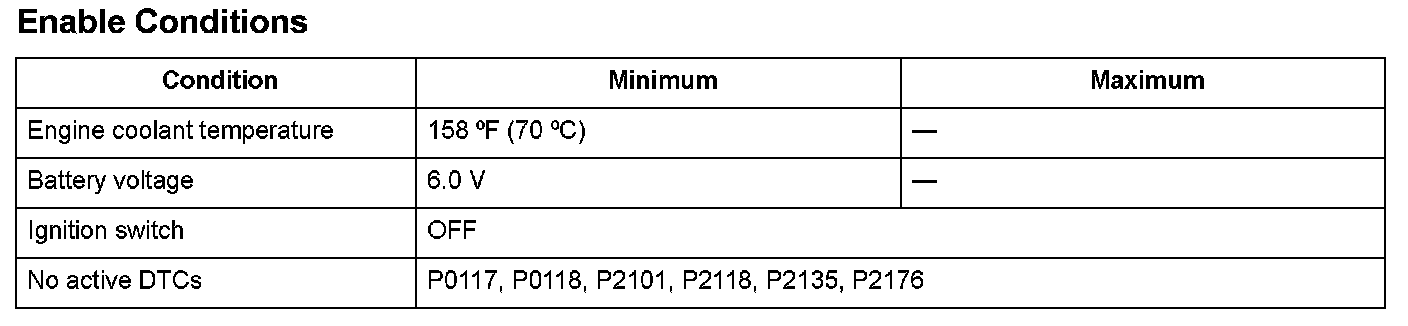 Enable Conditions
Condition Minimum Maximum
Engine coolant temperature 158 ºF (70 ºC) —
Battery voltage 6.0 V —
Ignition switch OFF
No active DTCs P0117, P0118, P2101, P2118, P2135, P2176